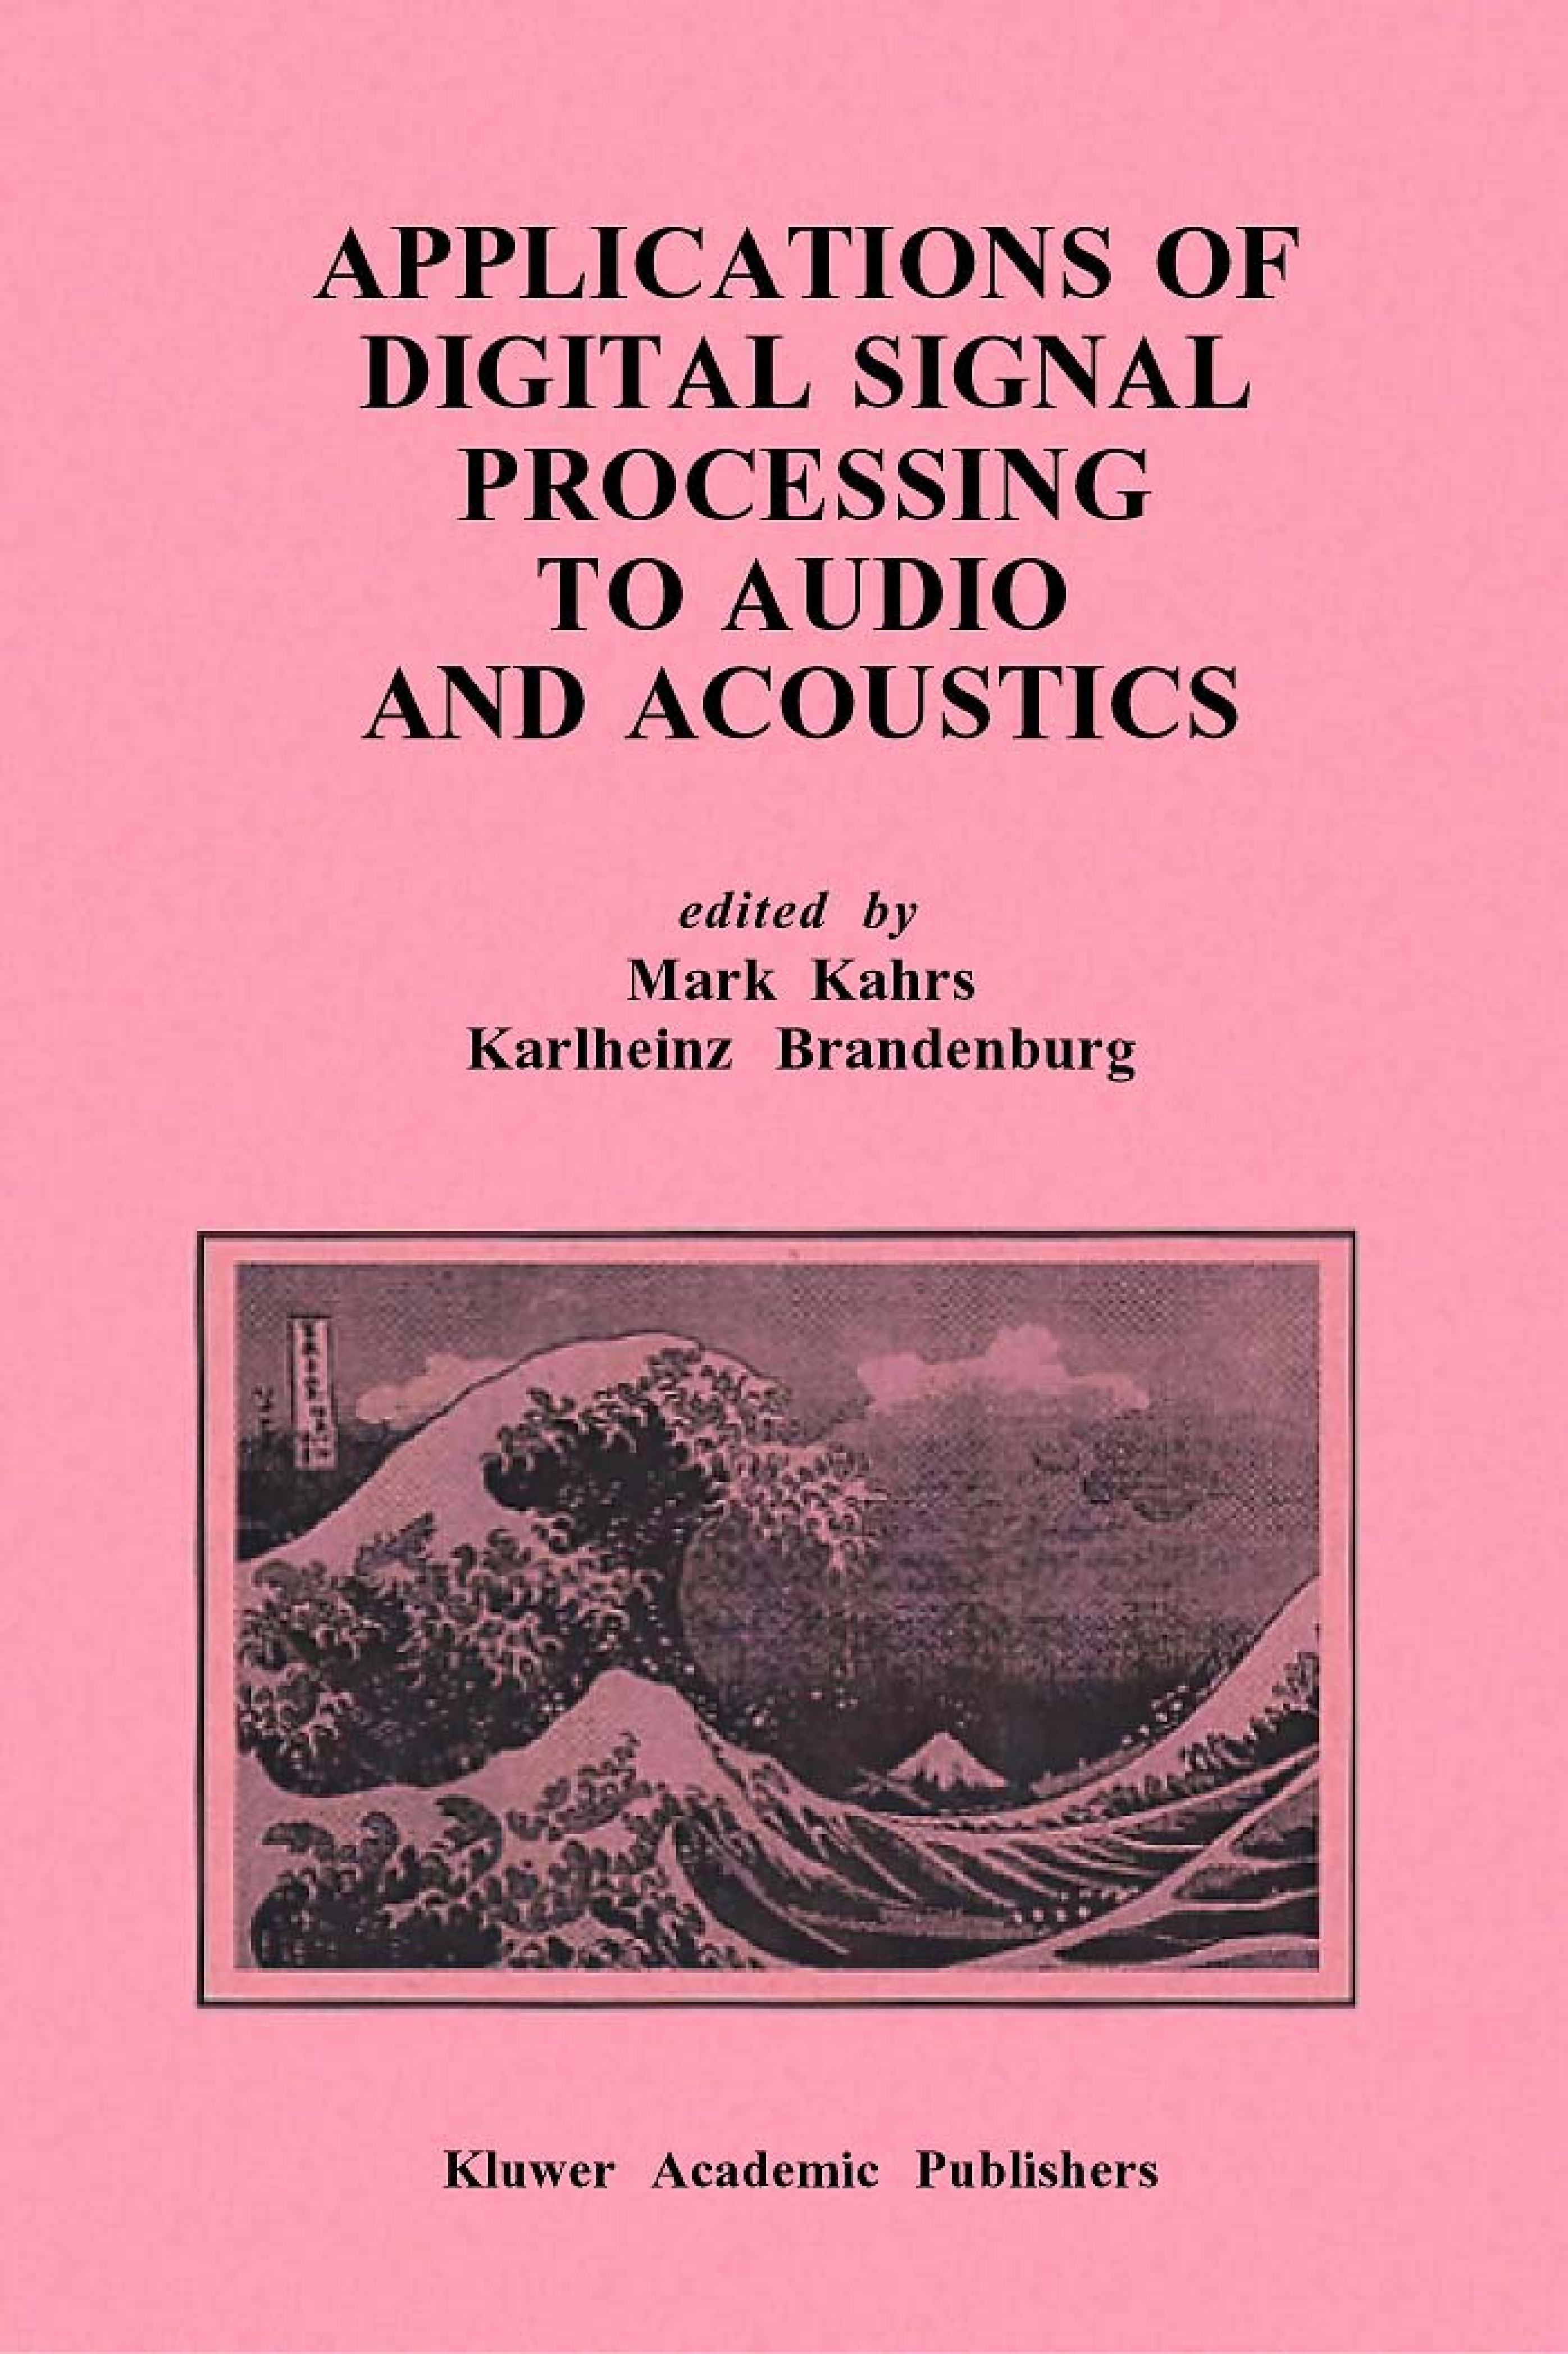 APPLICATIONS OF
DIGITAL SIGNAL
PROCESSING
TO AUDIO
AND ACOUSTICS
edited by
Mark Kahrs
Karlheinz Brandenburg
Kluwer Academic Publishers